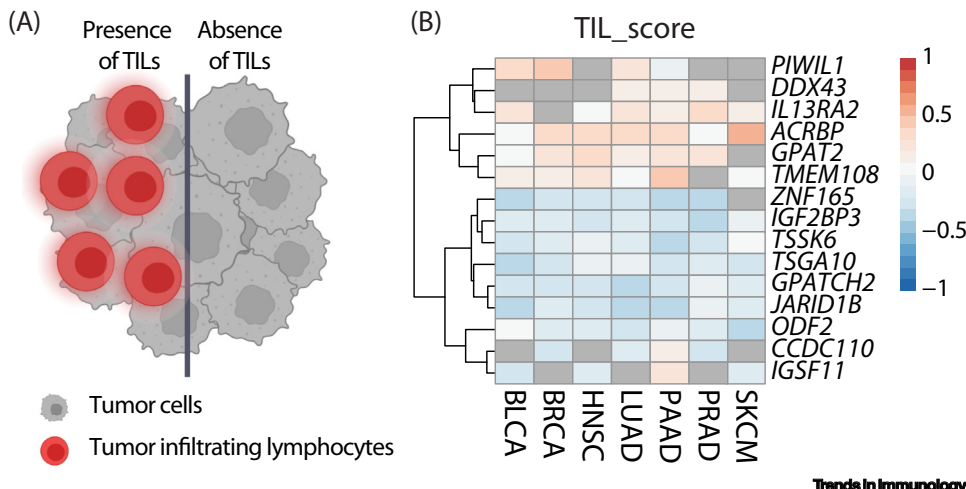 (A)
Presence
of TILs
Absence
of TILs
Tumor cells
Tumor infiltrating lymphocytes
(B)
TIL_score
PIWIL1
DDX43
IL13RA2
ACRBP
GPAT2
TMEM108
ZNF165
IGF2BP3
TSSK6
TSGA10
GPATCH2
JARID1B
ODF2
CCDC110
IGSF11
BLCA
BRCA
HNSC
LUAD
PAAD
PRAD
SKCM
1
0.5
0
−0.5
−1
Trends in Immunology